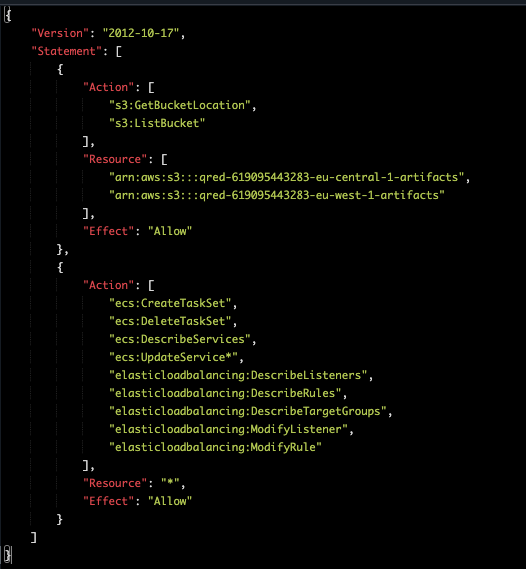 {
    "Version": "2012-10-17",
    "Statement": [
        {
            "Action": [
                "s3:GetBucketLocation",
                "s3:ListBucket"
            ],
            "Resource": [
                "arn:aws:s3:::qred-619095443283-eu-central-1-artifacts",
                "arn:aws:s3:::qred-619095443283-eu-west-1-artifacts"
            ],
            "Effect": "Allow"
        },
        {
            "Action": [
                "ecs:CreateTaskSet",
                "ecs:DeleteTaskSet",
                "ecs:DescribeServices",
                "ecs:UpdateService*",
                "elasticloadbalancing:DescribeListeners",
                "elasticloadbalancing:DescribeRules",
                "elasticloadbalancing:DescribeTargetGroups",
                "elasticloadbalancing:ModifyListener",
                "elasticloadbalancing:ModifyRule"
            ],
            "Resource": "*",
            "Effect": "Allow"
        }
    ]
}